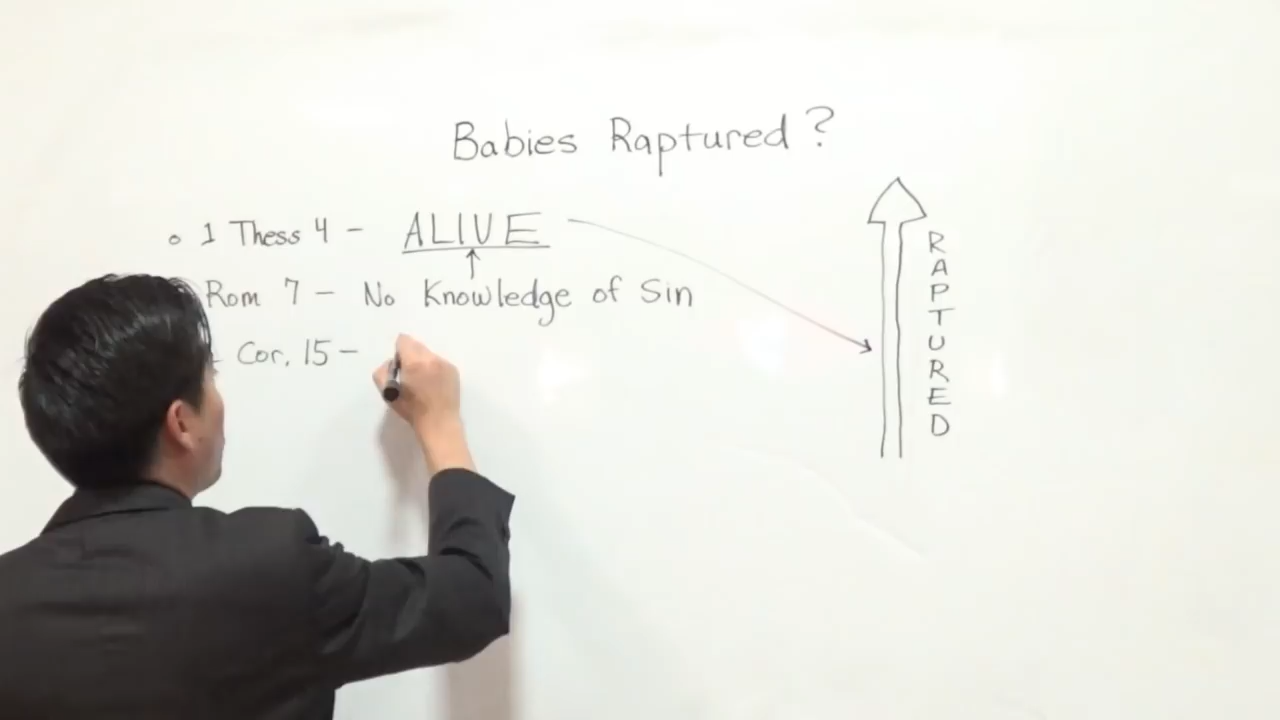 Babies Raptured?
1 Thess 4 - ALIVE
Rom 7 - No Knowledge of Sin
Cor. 15 -
RAPTURED